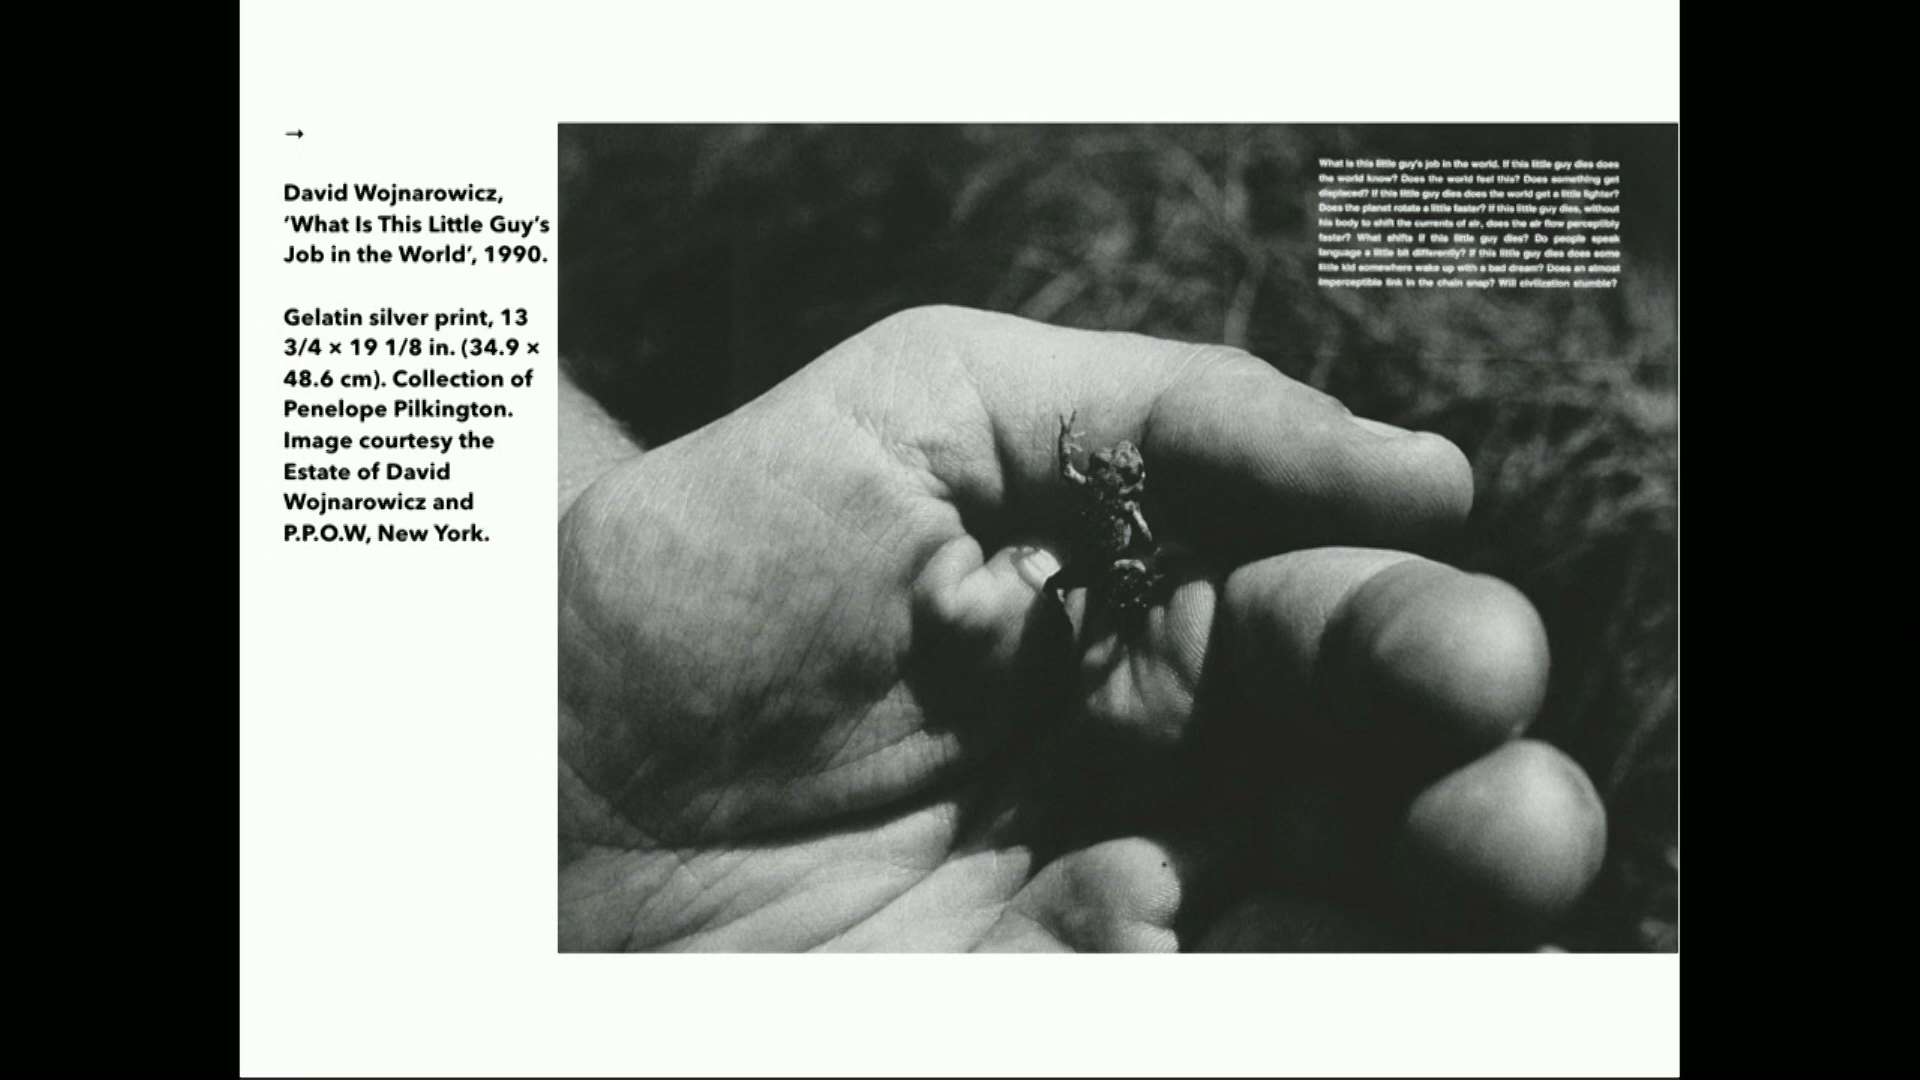 →
David Wojnarowicz,
‘What Is This Little Guy’s
Job in the World’, 1990.
Gelatin silver print, 13
3/4 × 19 1/8 in. (34.9 ×
48.6 cm). Collection of
Penelope Pilkington.
Image courtesy the
Estate of David
Wojnarowicz and
P.P.O.W, New York.
What is this little guy's job in the world. If this little guy dies does
the world know? Does the world feel this? Does something get
displaced? If this little guy dies does the world get a little lighter?
Does the planet rotate a little faster? If this little guy dies, without
his body to shift the currents of air, does the air flow perceptibly
faster? What shifts if this little guy dies? Do people speak
language a little bit differently? If this little guy dies does some
little kid somewhere wake up with a bad dream? Does an almost
imperceptible link in the chain snap? Will civilization stumble?